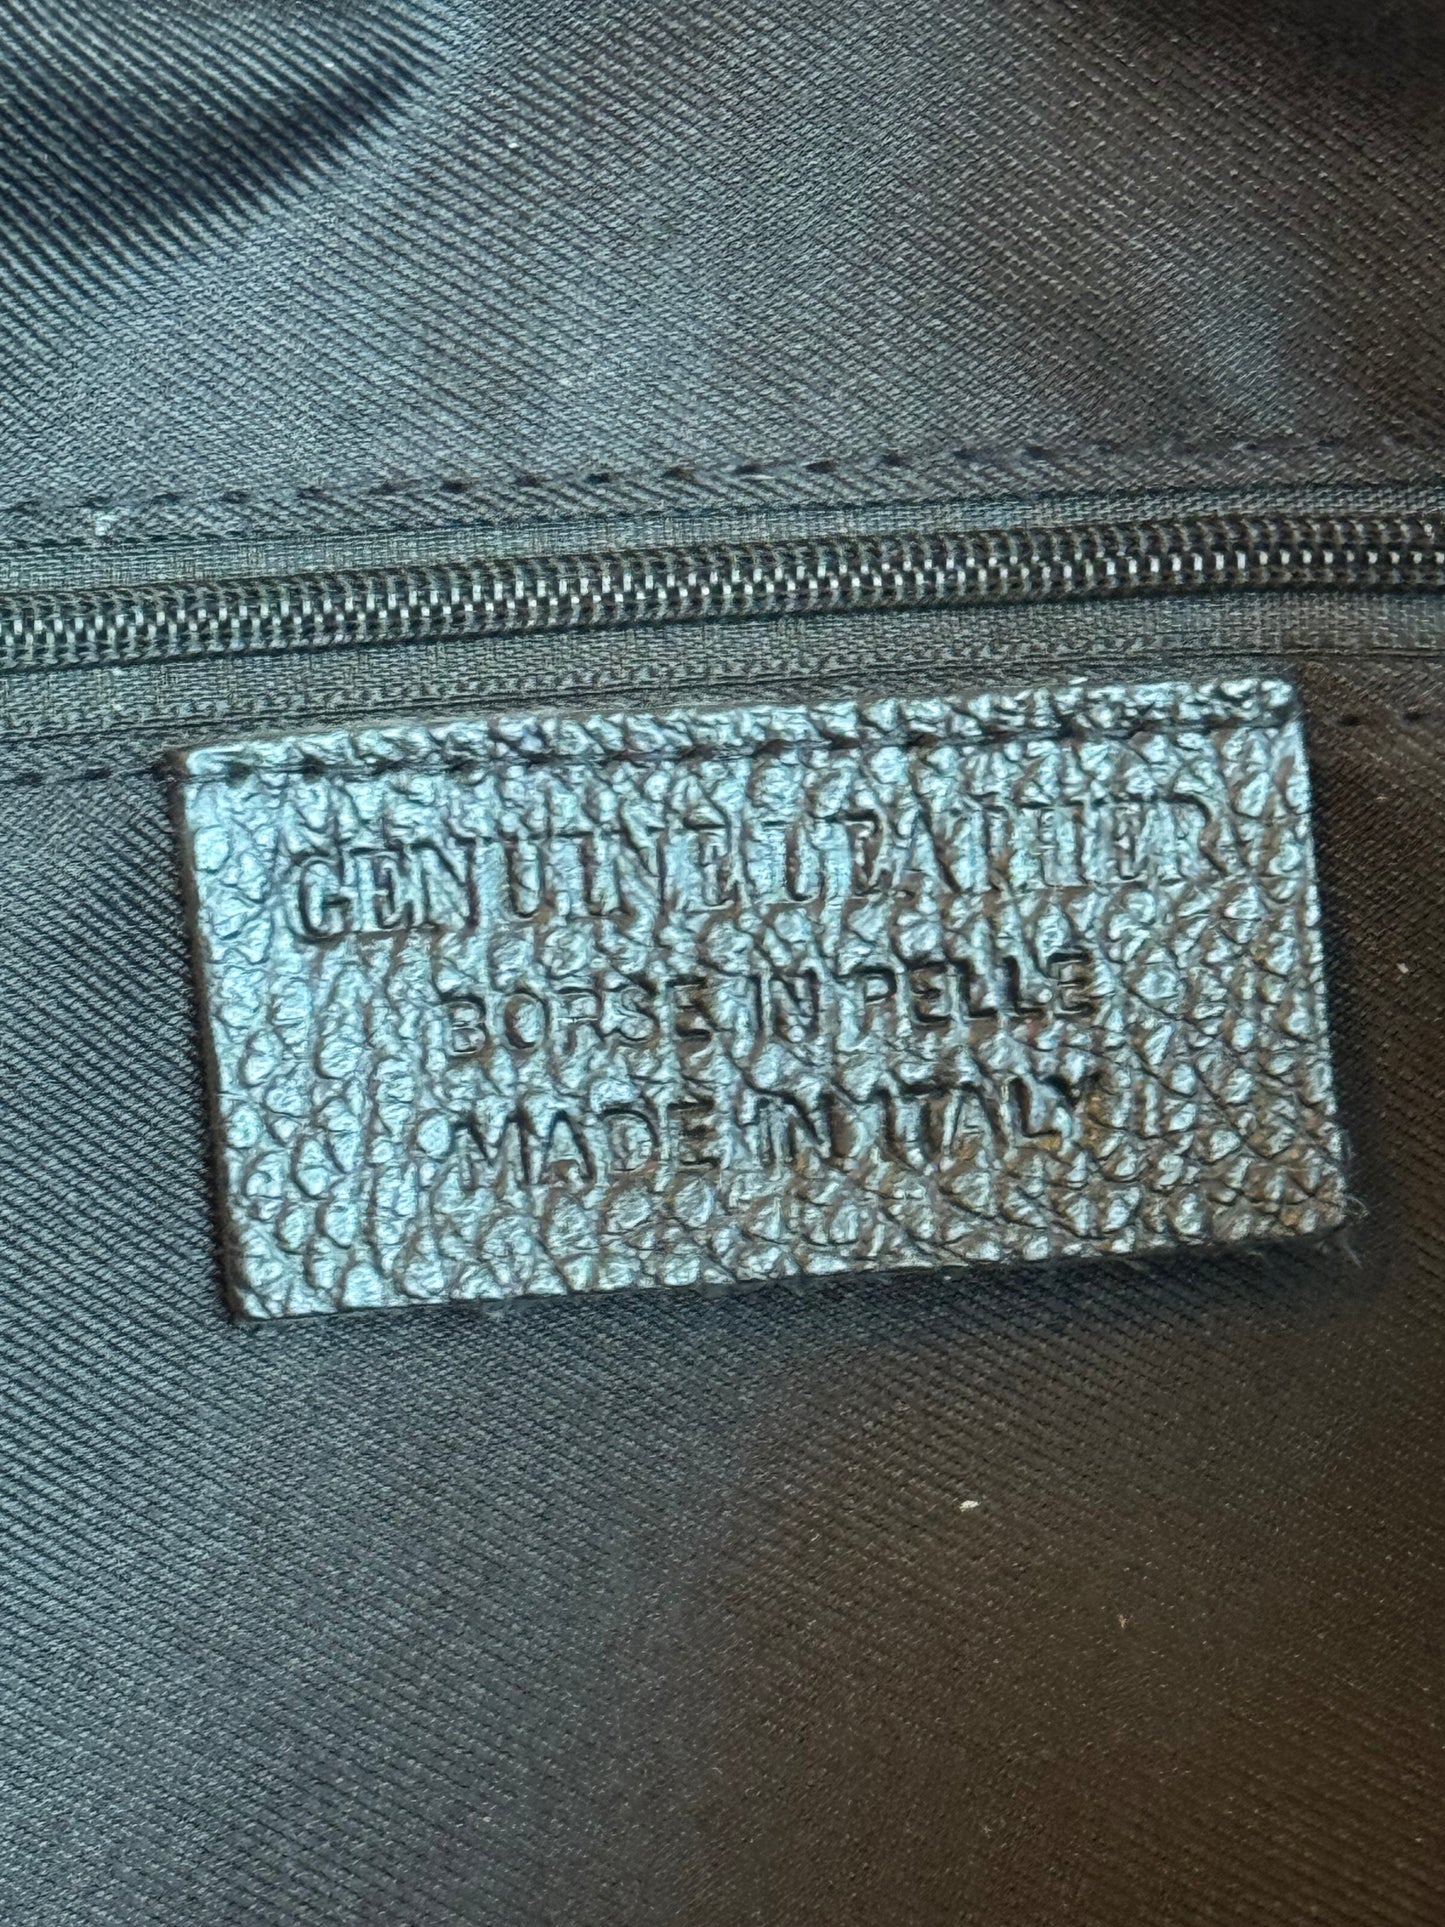 GENUINE LEATHER
BORSE IN PELLE
MADE IN ITALY